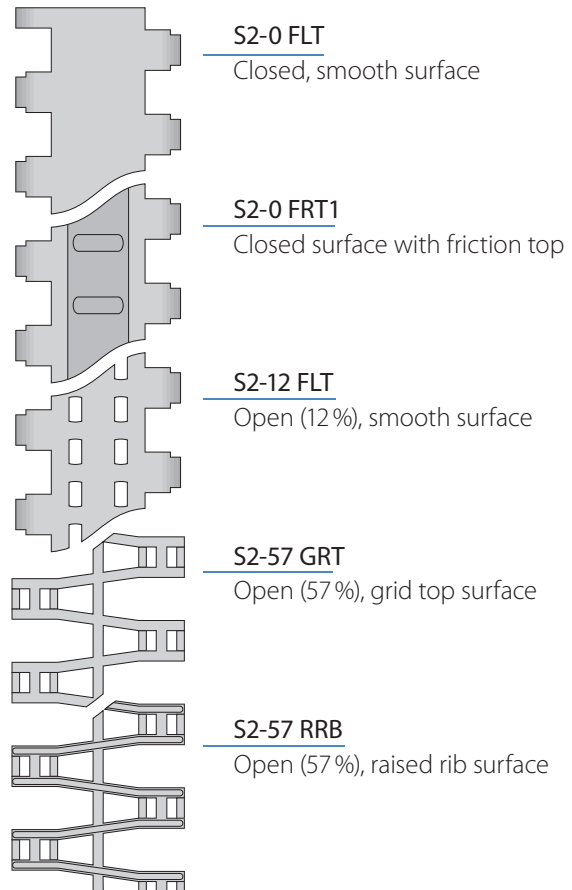 S2-0 FLT
Closed, smooth surface
S2-0 FRT1
Closed surface with friction top
S2-12 FLT
Open (12 %), smooth surface
S2-57 GRT
Open (57 %), grid top surface
S2-57 RRB
Open (57 %), raised rib surface